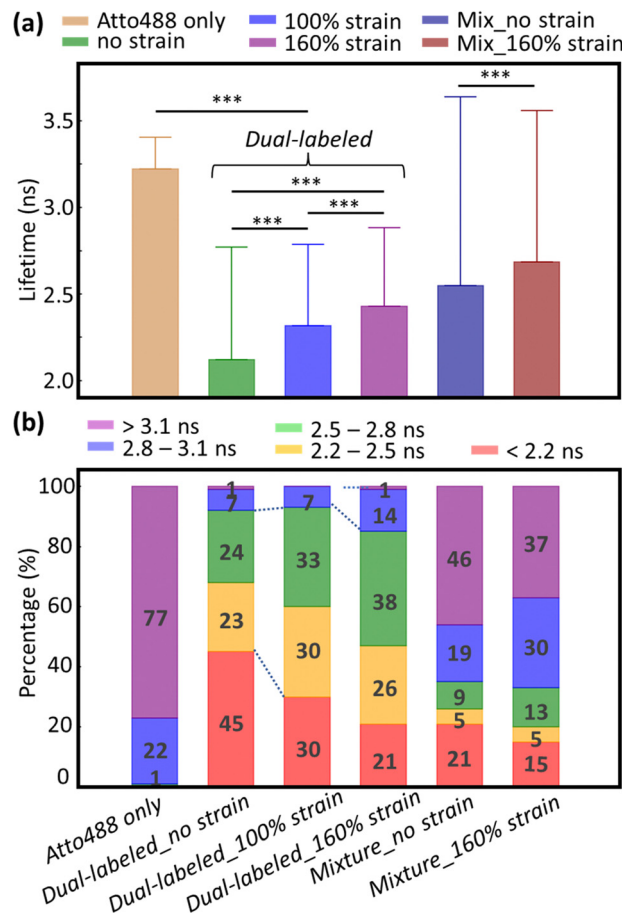 (a)
Atto488 only
100% strain
Mix_no strain
no strain
160% strain
Mix_160% strain
Lifetime (ns)
3.5
3.0
2.5
2.0
***
Dual-labeled
***
***
***
***
(b)
> 3.1 ns
2.5 – 2.8 ns
2.8 – 3.1 ns
2.2 – 2.5 ns
< 2.2 ns
Percentage (%)
100
80
60
40
20
0
77
22
1
1
7
24
23
45
7
33
30
30
1
14
38
26
21
46
19
9
5
21
37
30
13
5
15
Atto488 only
Dual-labeled_no strain
Dual-labeled_100% strain
Dual-labeled_160% strain
Mixture_no strain
Mixture_160% strain